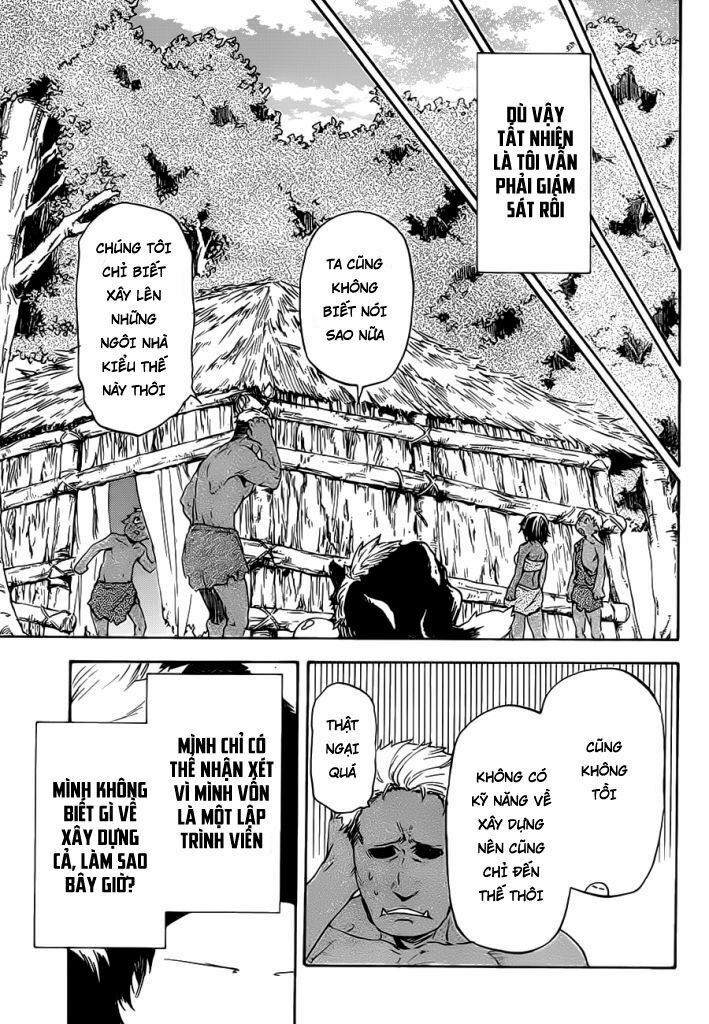 DÙ VẬY
TẤT NHIÊN
LÀ TÔI VẪN
PHẢI GIÁM
SÁT RỒI
TA CŨNG
KHÔNG
BIẾT NÓI
SAO NỮA
CHÚNG TÔI
CHỈ BIẾT
XÂY LÊN
NHỮNG
NGÔI NHÀ
KIỂU THẾ
NÀY THÔI
CŨNG
KHÔNG
TỒI
KHÔNG CÓ
KỸ NĂNG VỀ
XÂY DỰNG
NÊN CŨNG
CHỈ ĐẾN
THẾ THÔI
THẬT
NGẠI
QUÁ
MÌNH CHỈ CÓ
THỂ NHẬN XÉT
VÌ MÌNH VỐN
LÀ MỘT LẬP
TRÌNH VIÊN
MÌNH KHÔNG
BIẾT GÌ VỀ
XÂY DỰNG
CẢ, LÀM SAO
BÂY GIỜ?